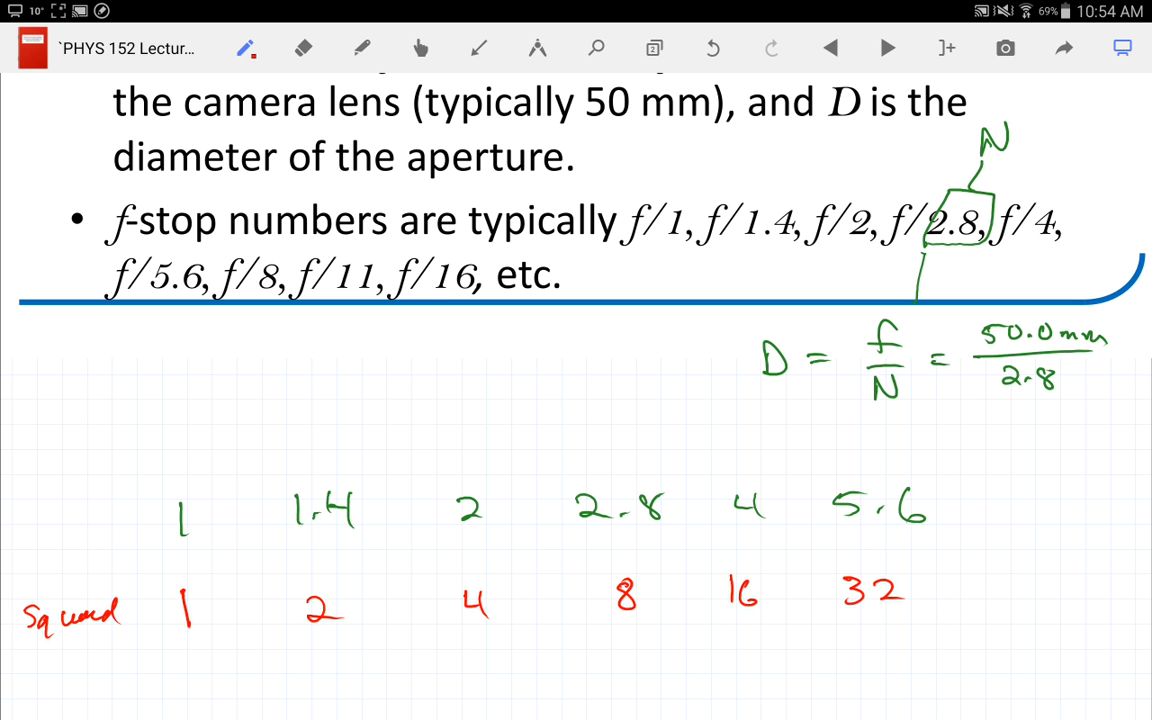 10° 69% 10:54 AM
`PHYS 152 Lectur...
the camera lens (typically 50 mm), and D is the
diameter of the aperture.
N
• f-stop numbers are typically f/1, f/1.4, f/2, f/2.8, f/4,
f/5.6, f/8, f/11, f/16, etc.
D = f/N = 50.0mm/2.8
1 1.4 2 2.8 4 5.6
Squared 1 2 4 8 16 32